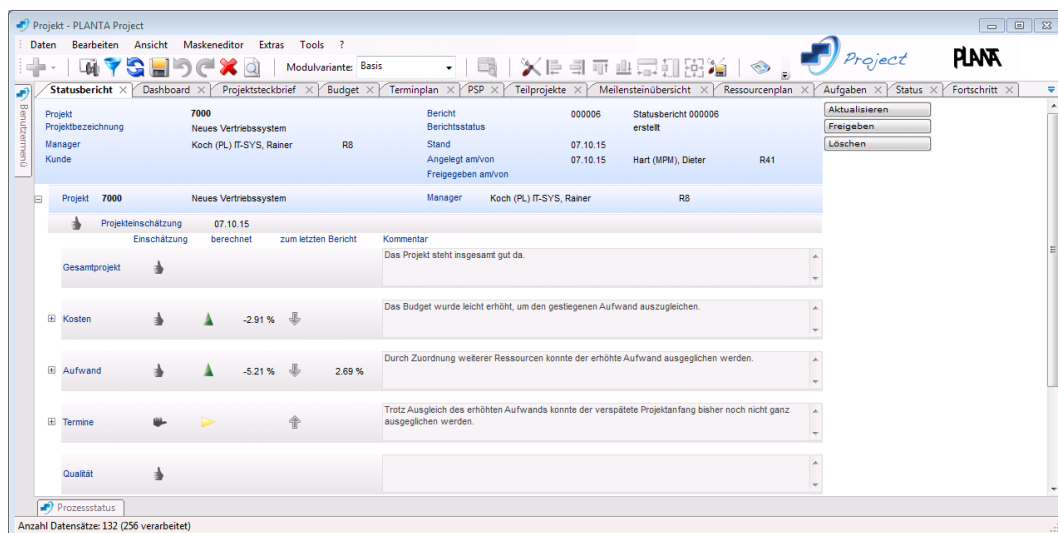 Projekt - PLANTA Project
Daten Bearbeiten Ansicht Maskeneditor Extras Tools ?
Modulvariante: Basis
Project PLANTA
Statusbericht Dashboard Projektsteckbrief Budget Terminplan PSP Teilprojekte Meilensteinübersicht Ressourcenplan Aufgaben Status Fortschritt
Benutzermenü
Projekt 7000 Bericht 000006 Statusbericht 000006 Aktualisieren
Projektbezeichnung Neues Vertriebssystem Berichtsstatus erstellt Freigeben
Manager Koch (PL) IT-SYS, Rainer R8 Stand 07.10.15 Löschen
Kunde Angelegt am/von 07.10.15 Hart (MPM), Dieter R41
Freigegeben am/von
Projekt 7000 Neues Vertriebssystem Manager Koch (PL) IT-SYS, Rainer R8
Projekteinschätzung 07.10.15
Einschätzung berechnet zum letzten Bericht Kommentar
Gesamtprojekt Das Projekt steht insgesamt gut da.
Kosten -2.91 % Das Budget wurde leicht erhöht, um den gestiegenen Aufwand auszugleichen.
Aufwand -5.21 % 2.69 % Durch Zuordnung weiterer Ressourcen konnte der erhöhte Aufwand ausgeglichen werden.
Termine Trotz Ausgleich des erhöhten Aufwands konnte der verspätete Projektanfang bisher noch nicht ganz
ausgeglichen werden.
Qualität
Prozessstatus
Anzahl Datensätze: 132 (256 verarbeitet)